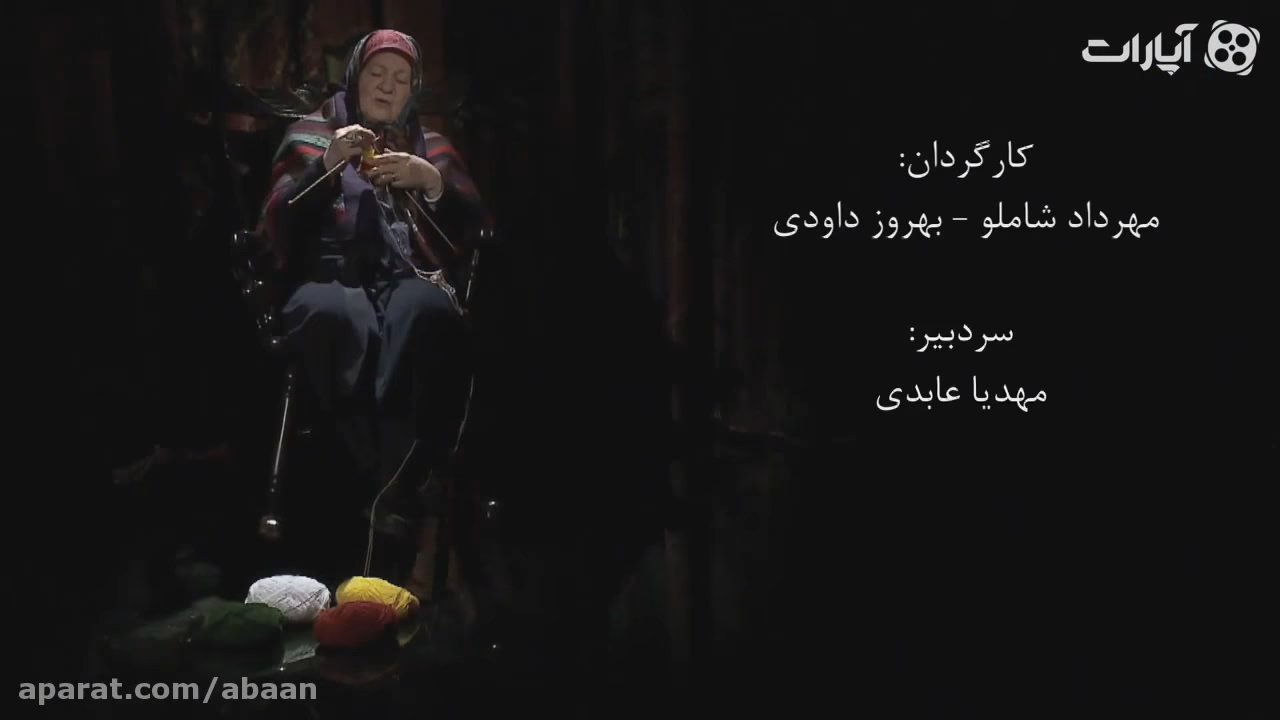 آپارات
کارگردان:
مهرداد شاملو - بهروز داودی
سردبیر:
مهدیا عابدی
aparat.com/abaan